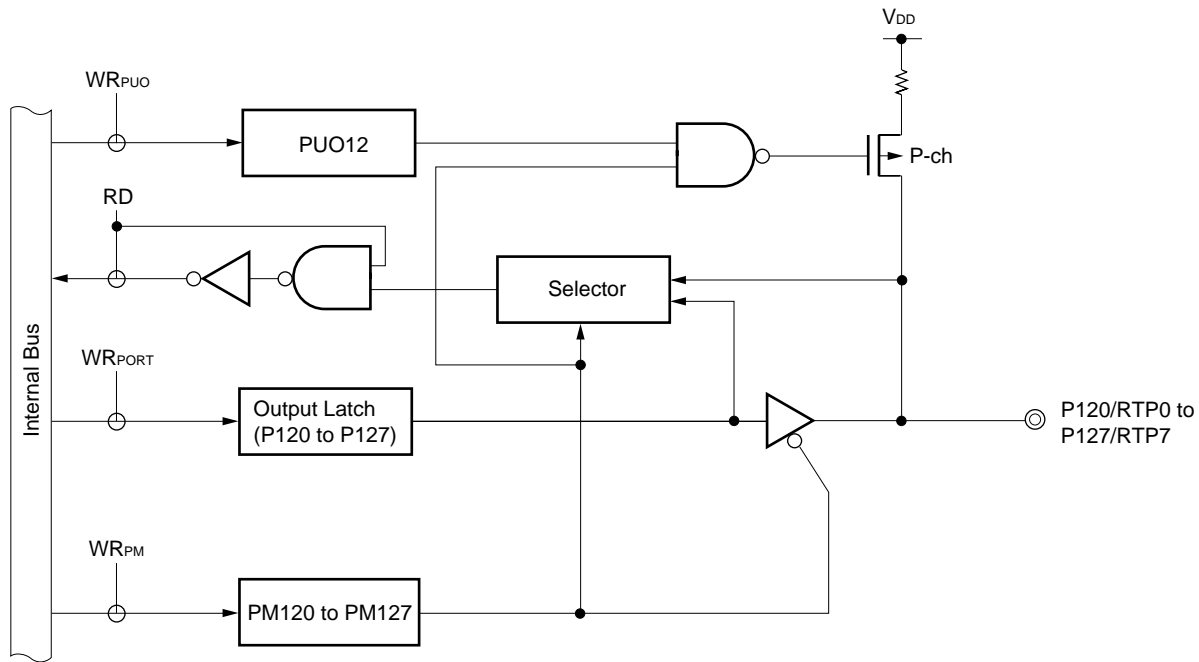 VDD
WRPUO
PUO12
P-ch
RD
Selector
Internal Bus
WRPORT
Output Latch
(P120 to P127)
P120/RTP0 to
P127/RTP7
WRPM
PM120 to PM127